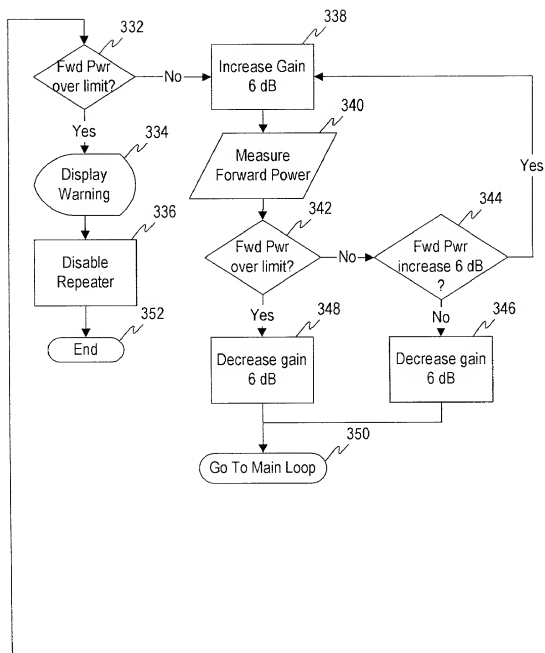 332
Fwd Pwr
over limit?
No
Yes
334
Display
Warning
336
Disable
Repeater
352
End
338
Increase Gain
6 dB
340
Measure
Forward Power
342
Fwd Pwr
over limit?
No
Yes
344
Fwd Pwr
increase 6 dB
?
Yes
No
348
Decrease gain
6 dB
346
Decrease gain
6 dB
350
Go To Main Loop